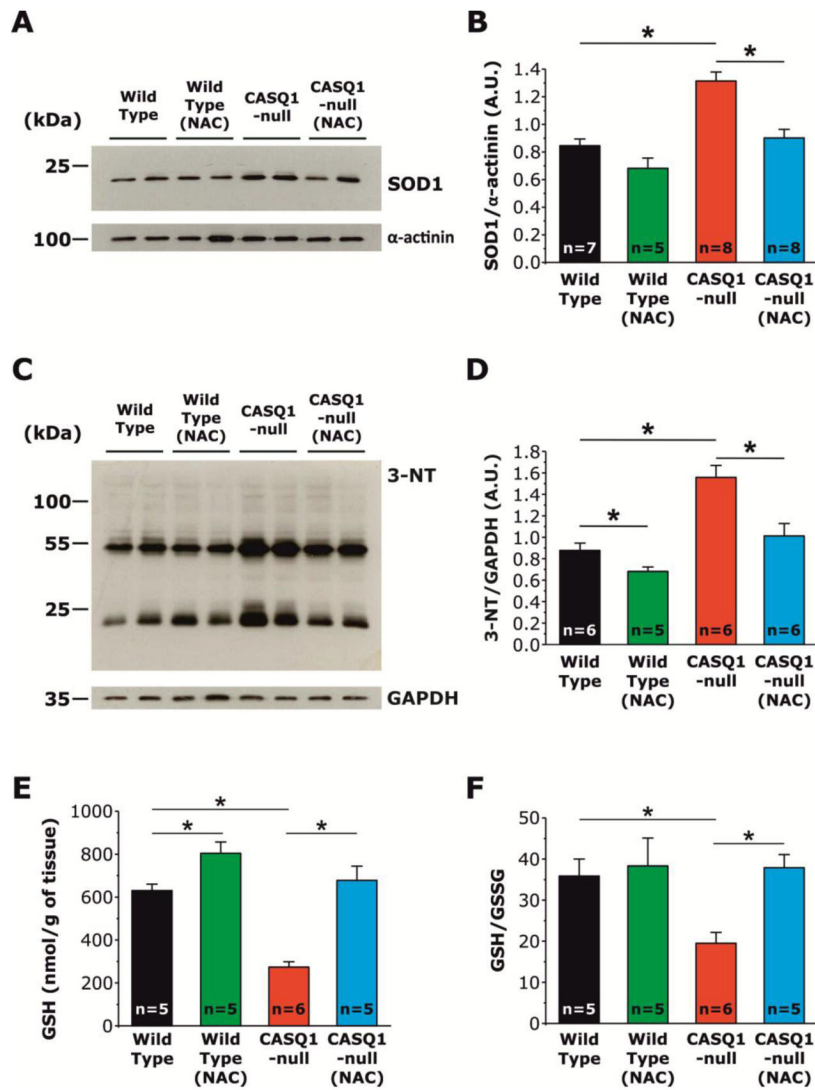 A
(kDa)
Wild
Type
Wild
Type
(NAC)
CASQ1
-null
CASQ1
-null
(NAC)
25
SOD1
100
α-actinin
B
SOD1/α-actinin (A.U.)
1.4
1.2
1.0
0.8
0.6
0.4
0.2
0.0
*
*
n=7
n=5
n=8
n=8
Wild
Type
Wild
Type
(NAC)
CASQ1
-null
CASQ1
-null
(NAC)
C
(kDa)
Wild
Type
Wild
Type
(NAC)
CASQ1
-null
CASQ1
-null
(NAC)
3-NT
100
55
25
35
GAPDH
D
3-NT/GAPDH (A.U.)
1.8
1.6
1.4
1.2
1.0
0.8
0.6
0.4
0.2
0.0
*
*
*
n=6
n=5
n=6
n=6
Wild
Type
Wild
Type
(NAC)
CASQ1
-null
CASQ1
-null
(NAC)
E
GSH (nmol/g of tissue)
1000
800
600
300
200
0
*
*
*
n=5
n=5
n=6
n=5
Wild
Type
Wild
Type
(NAC)
CASQ1
-null
CASQ1
-null
(NAC)
F
GSH/GSSG
50
40
30
20
10
0
*
*
n=5
n=5
n=6
n=5
Wild
Type
Wild
Type
(NAC)
CASQ1
-null
CASQ1
-null
(NAC)